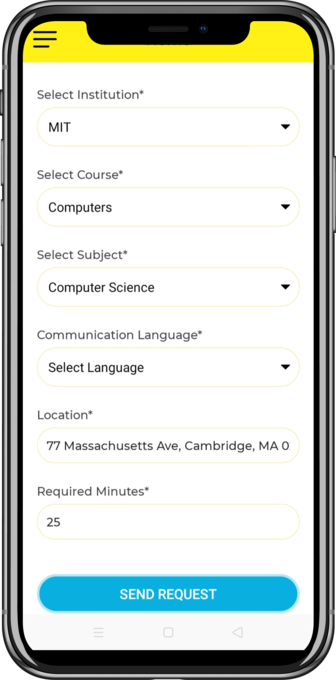 Select Institution*
MIT
Select Course*
Computers
Select Subject*
Computer Science
Communication Language*
Select Language
Location*
77 Massachusetts Ave, Cambridge, MA 0
Required Minutes*
25
SEND REQUEST